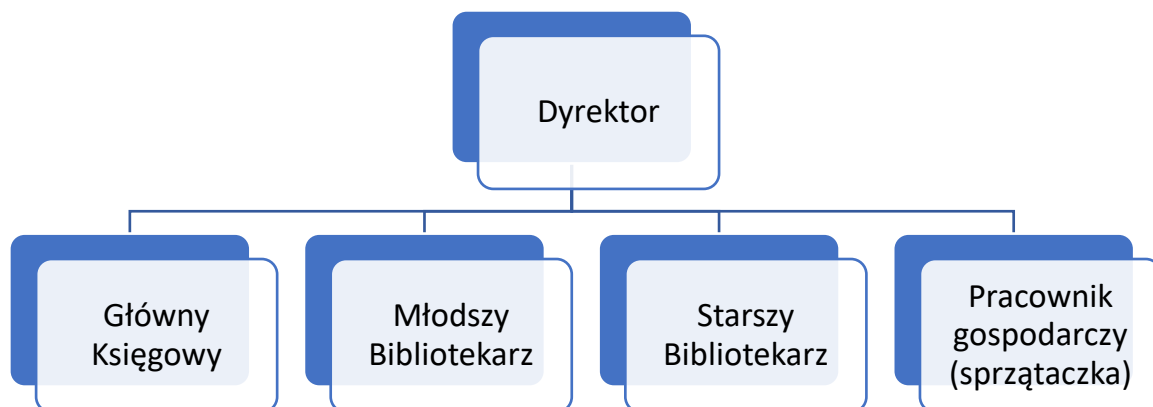 Dyrektor
Główny
Księgowy
Młodszy
Bibliotekarz
Starszy
Bibliotekarz
Pracownik
gospodarczy
(sprzątaczka)